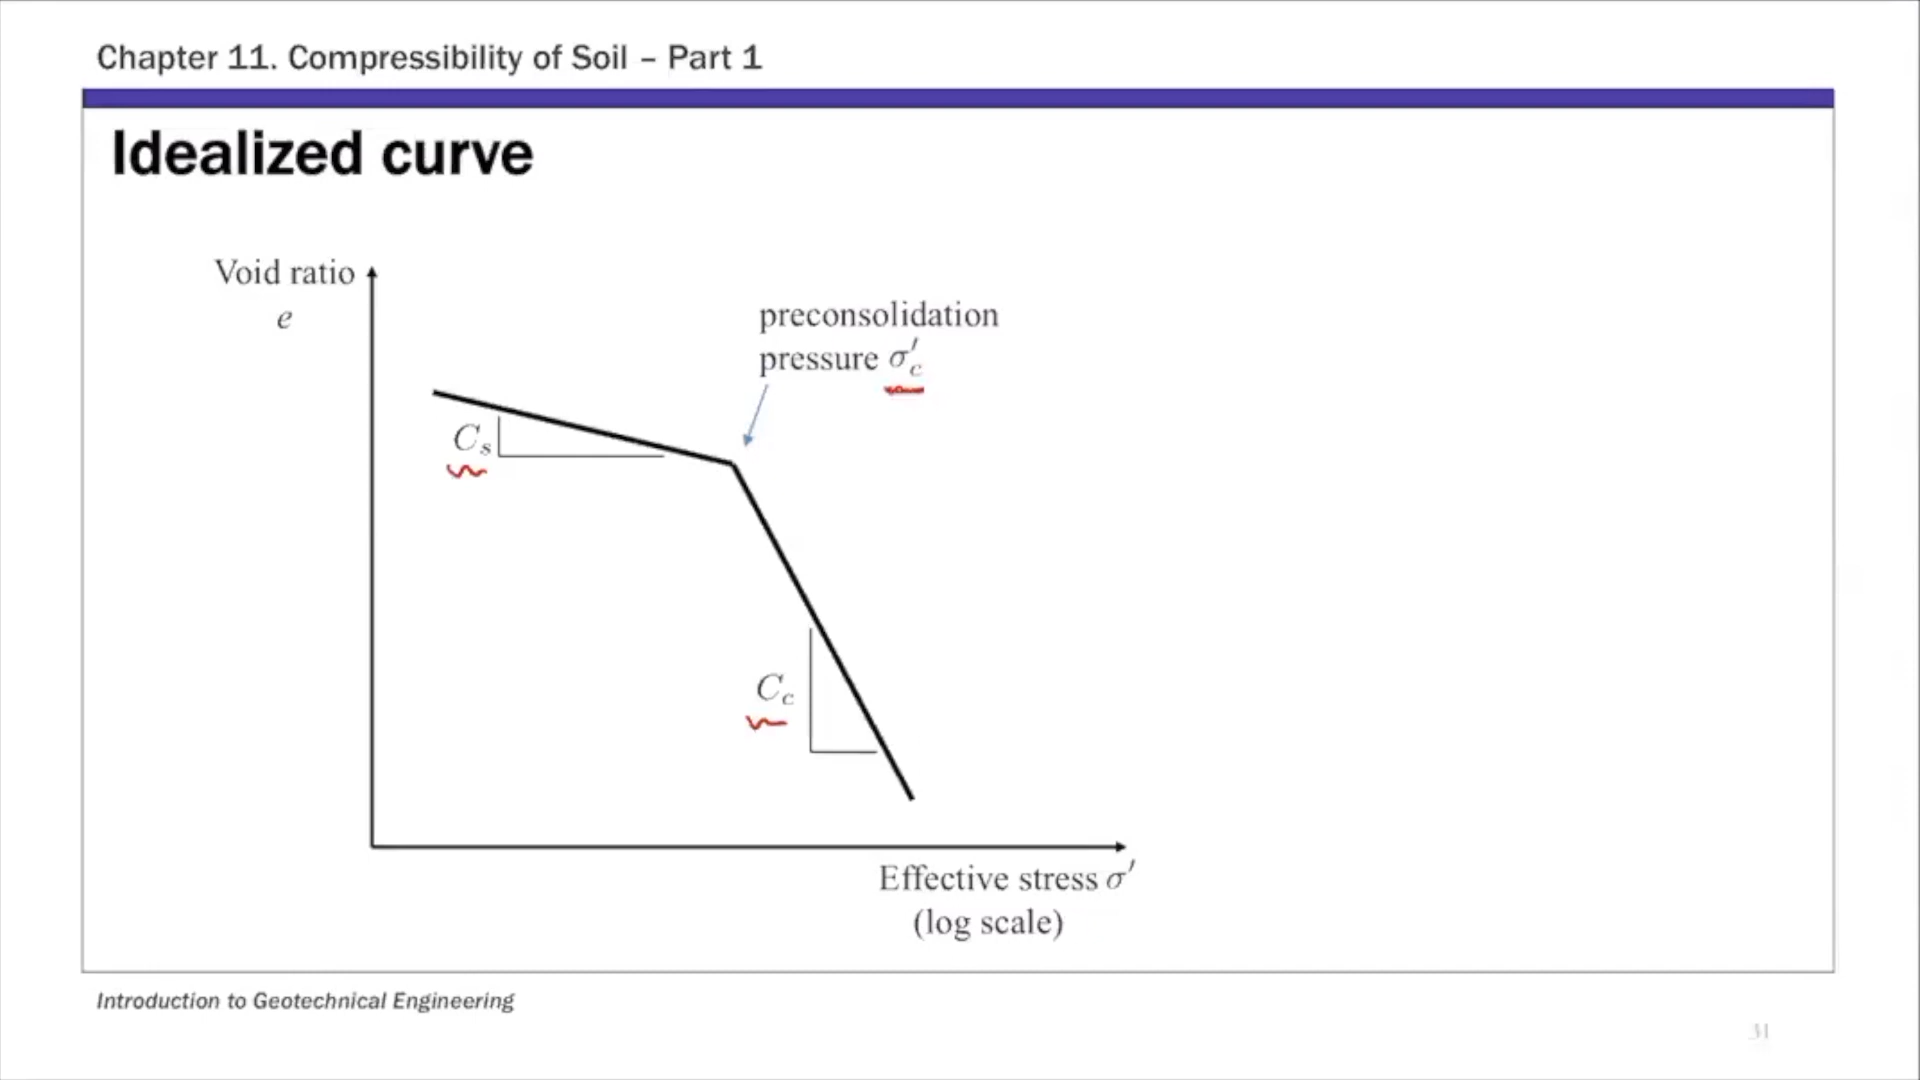 Chapter 11. Compressibility of Soil – Part 1
Idealized curve
Void ratio
e
preconsolidation
pressure σ′c
Cs
Cc
Effective stress σ′
(log scale)
Introduction to Geotechnical Engineering
31